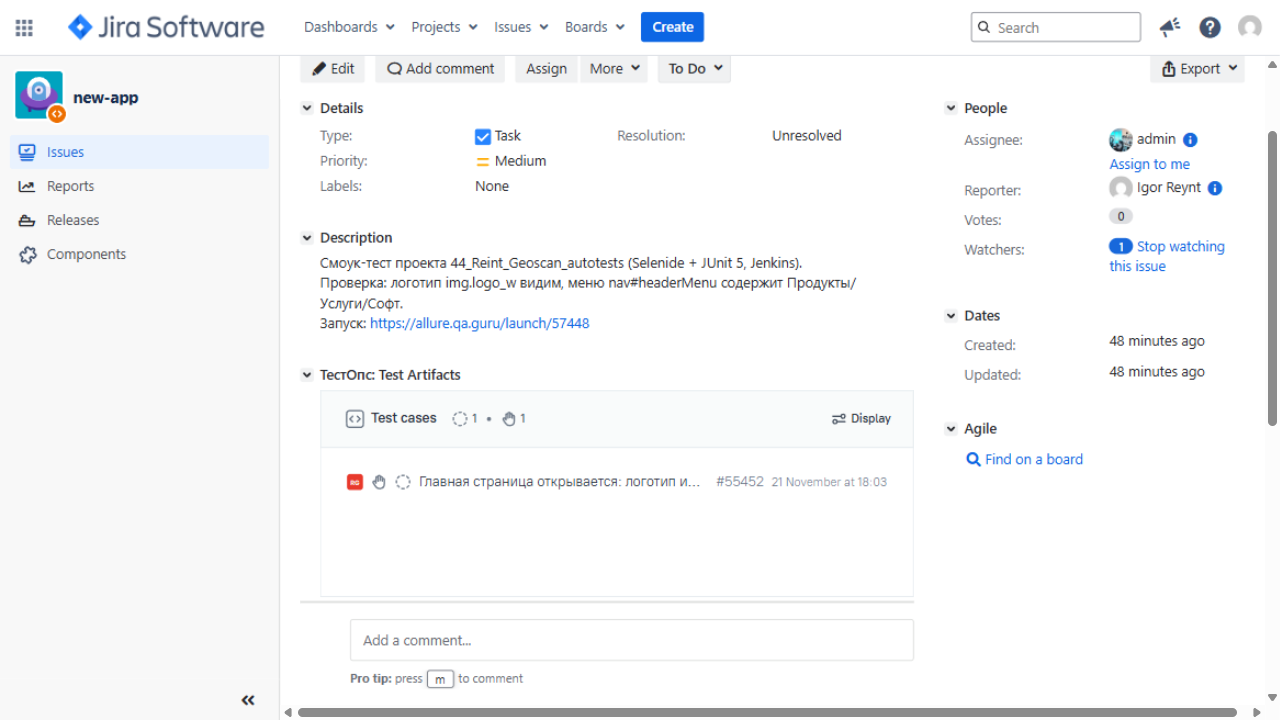 Jira Software
Dashboards Projects Issues Boards Create Search
new-app
Issues
Reports
Releases
Components
Edit Add comment Assign More To Do Export
Details
Type: Task Resolution: Unresolved
Priority: Medium
Labels: None
Description
Смоук-тест проекта 44_Reint_Geoscan_autotests (Selenide + JUnit 5, Jenkins).
Проверка: логотип img.logo_w видим, меню nav#headerMenu содержит Продукты/
Услуги/Софт.
Запуск: https://allure.qa.guru/launch/57448
ТестОпс: Test Artifacts
Test cases 1 • 1 Display
RG Главная страница открывается: логотип и... #55452 21 November at 18:03
Add a comment...
Pro tip: press m to comment
People
Assignee: admin
Assign to me
Reporter: Igor Reynt
Votes: 0
Watchers: 1 Stop watching
this issue
Dates
Created: 48 minutes ago
Updated: 48 minutes ago
Agile
Find on a board